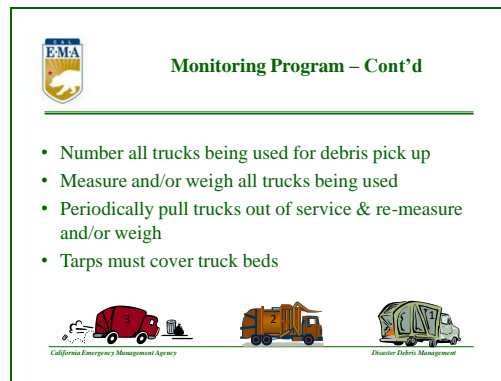 CAL
E·M·A
Monitoring Program – Cont'd
• Number all trucks being used for debris pick up
• Measure and/or weigh all trucks being used
• Periodically pull trucks out of service & re-measure
and/or weigh
• Tarps must cover truck beds
3
2
1
California Emergency Management Agency
Disaster Debris Management